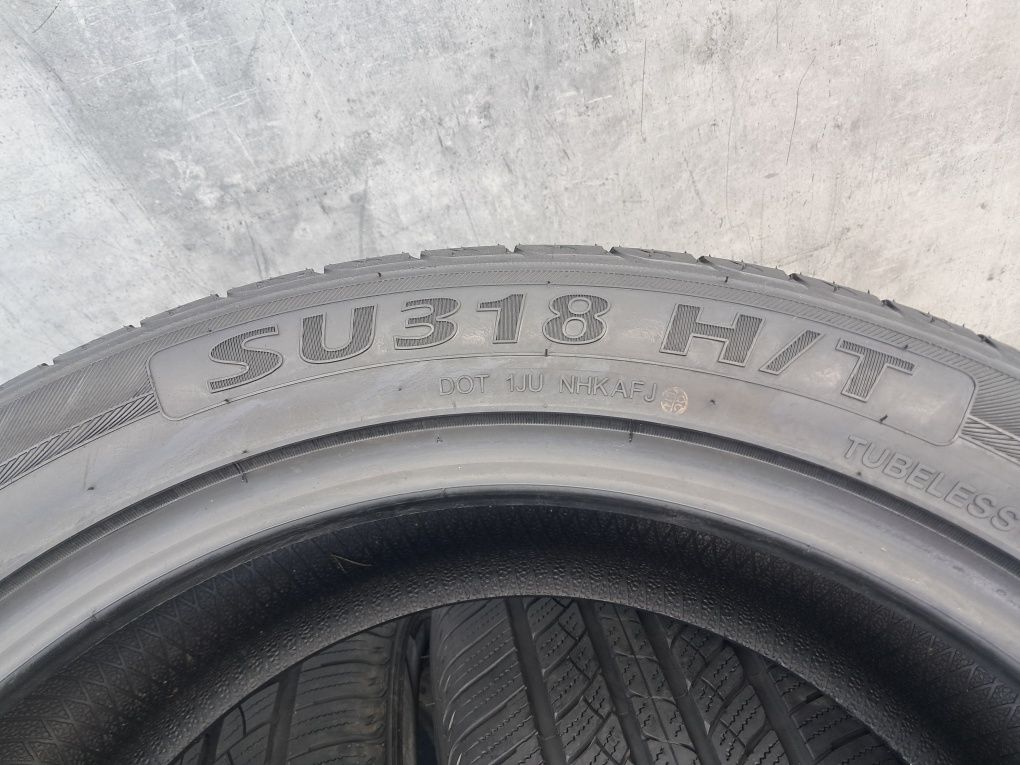 SU318 H/T
DOT 1JU NHKAFJ
TUBELESS